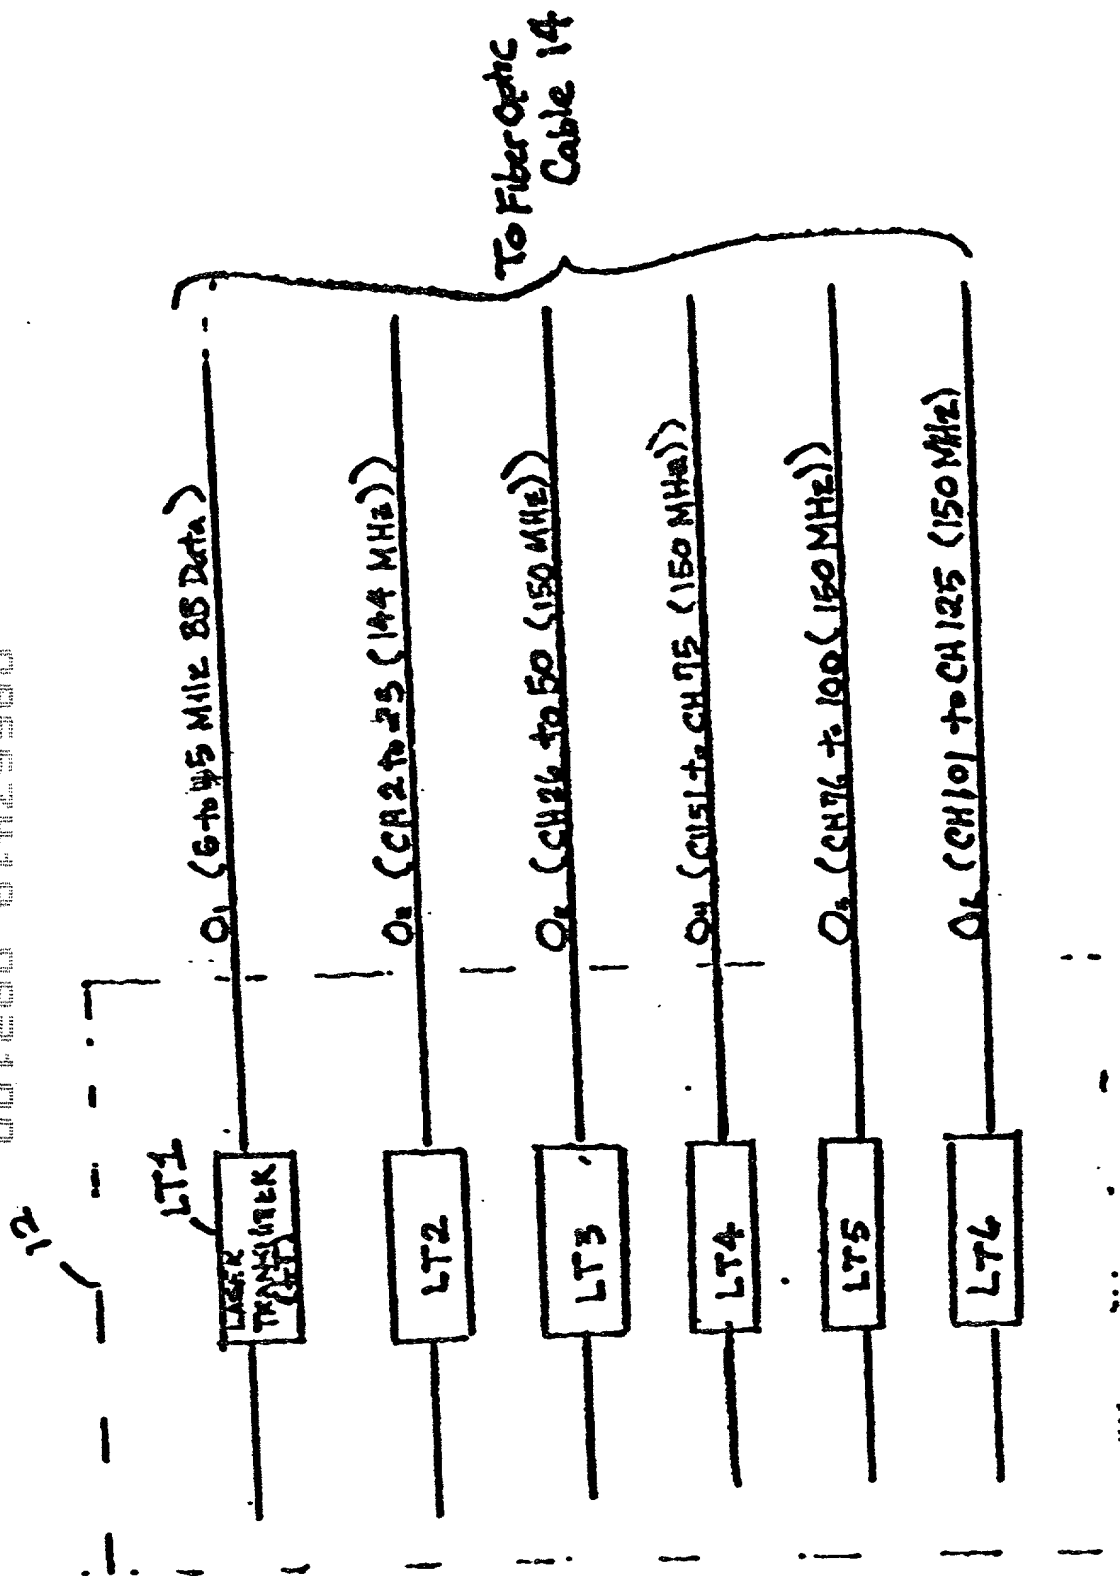 12
LT1
LASER
TRANSMITTER
O1 (6 to 45 MHz BB Data)
LT2
O2 (CH2 to 25 (144 MHz))
LT3
(CH26 to 50 (150 MHz))
LT4
O4 (CH51 to CH75 (150 MHz))
LT5
O5 (CH76 to 100 (150 MHz))
LT6
O6 (CH101 to CH125 (150 MHz)
To Fiber Optic
Cable 14